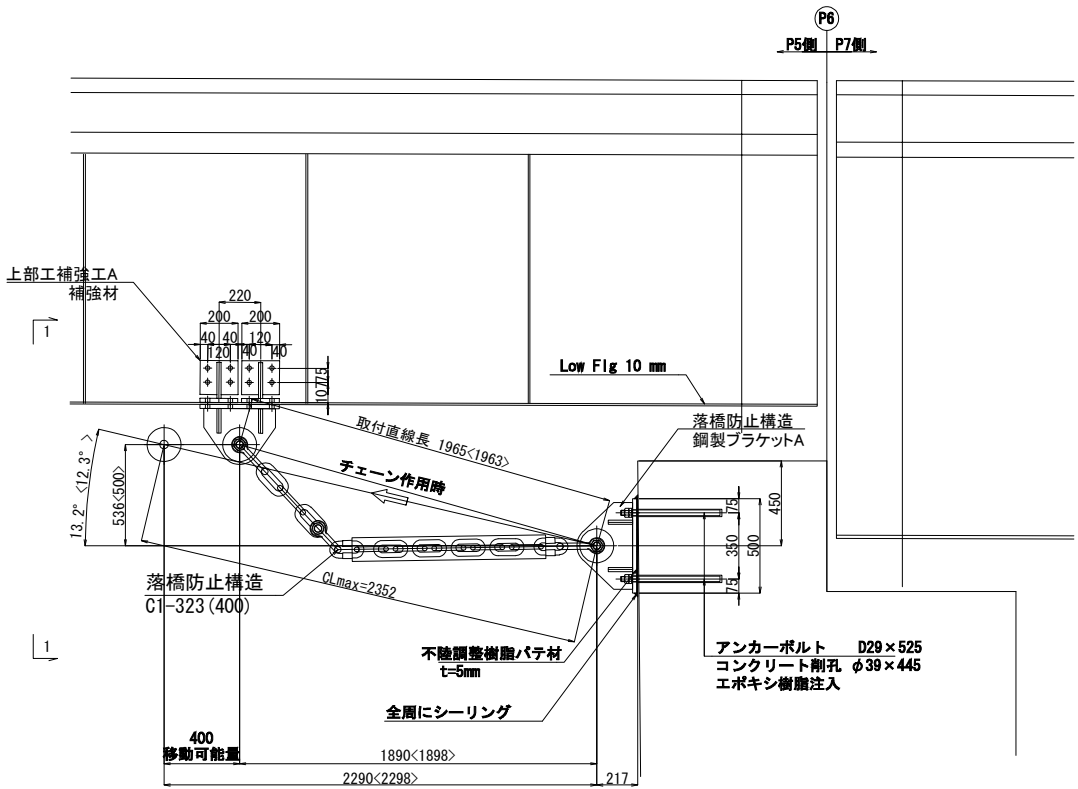 P6
P5側 P7側
上部工補強工A
補強材
220
200 200
40 40 120
120 40 40
75
107
1
Low Flg 10 mm
落橋防止構造
鋼製ブラケットA
取付直線長 1965<1963>
チェーン作用時
13.2° <12.3° >
536<500>
75
350
75
500
450
CLmax=2352
落橋防止構造
C1-323(400)
1
不陸調整樹脂パテ材
t=5mm
アンカーボルト D29×525
コンクリート削孔 φ39×445
エポキシ樹脂注入
全周にシーリング
400
移動可能量
1890<1898>
2290<2298>
217